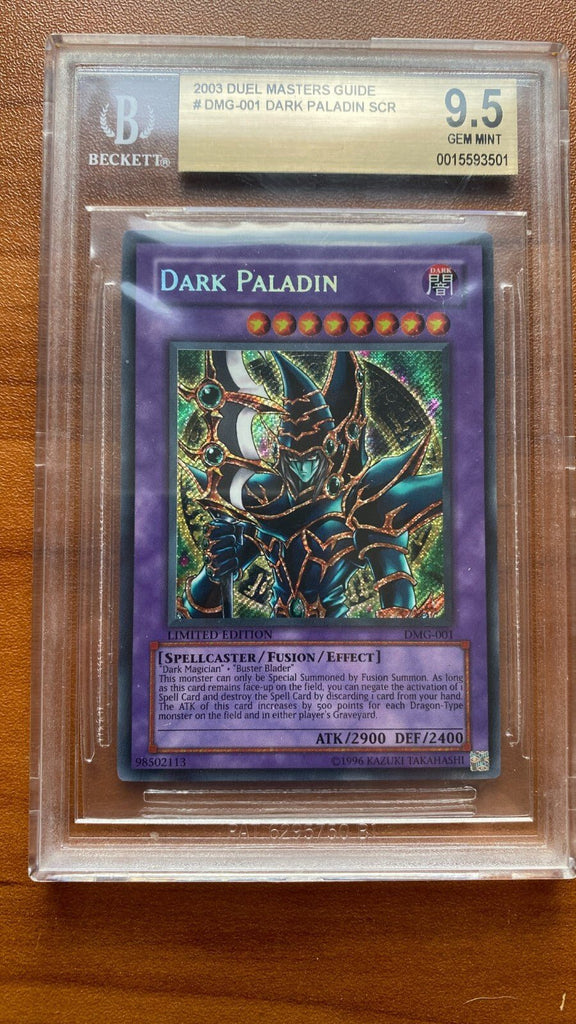 2003 DUEL MASTERS GUIDE
# DMG-001 DARK PALADIN SCR
9.5
GEM MINT
0015593501
B
BECKETT®
DARK PALADIN
DARK
闇
LIMITED EDITION DMG-001
[SPELLCASTER/FUSION/EFFECT]
"Dark Magician" + "Buster Blader"
This monster can only be Special Summoned by Fusion Summon. As long
as this card remains face-up on the field, you can negate the activation of 1
Spell Card and destroy the Spell Card by discarding 1 card from your hand.
The ATK of this card increases by 500 points for each Dragon-Type
monster on the field and in either player's Graveyard.
ATK/2900 DEF/2400
98502113 ©1996 KAZUKI TAKAHASHI